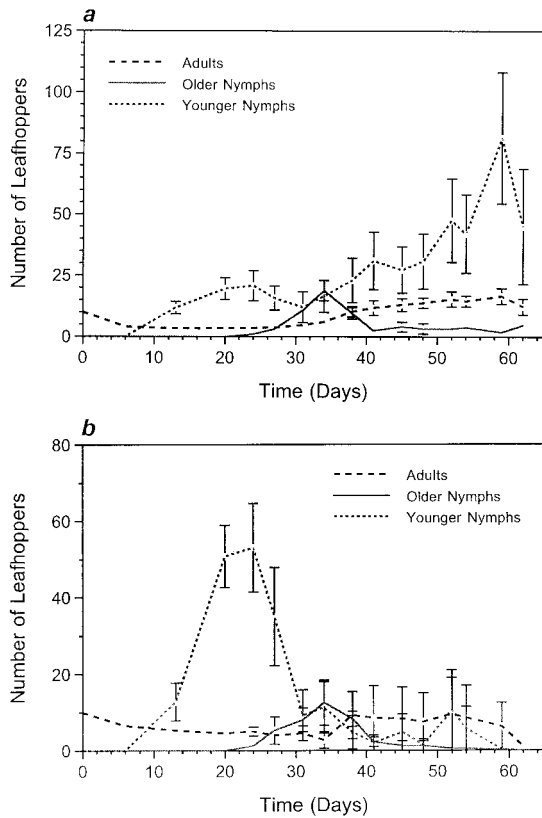 a
125
100
75
50
25
0
Number of Leafhoppers
Adults
Older Nymphs
Younger Nymphs
0 10 20 30 40 50 60
Time (Days)
b
80
60
40
20
0
Number of Leafhoppers
Adults
Older Nymphs
Younger Nymphs
0 10 20 30 40 50 60
Time (Days)